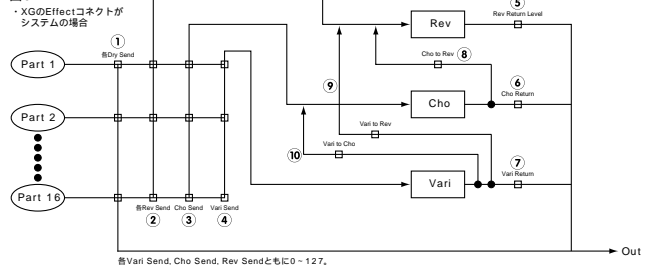 ・XGのEffectコネクトが
システムの場合
①
各Dry Send
Part 1
Part 2
Part 16
各Rev Send
Cho Send
Vari Send
②
③
④
Rev
⑤
Rev Return Level
Cho to Rev
⑧
⑨
Cho
⑥
Cho Return
Vari to Rev
⑩
Vari to Cho
Vari
⑦
Vari Return
Out
各Vari Send, Cho Send, Rev Sendともに0~127。